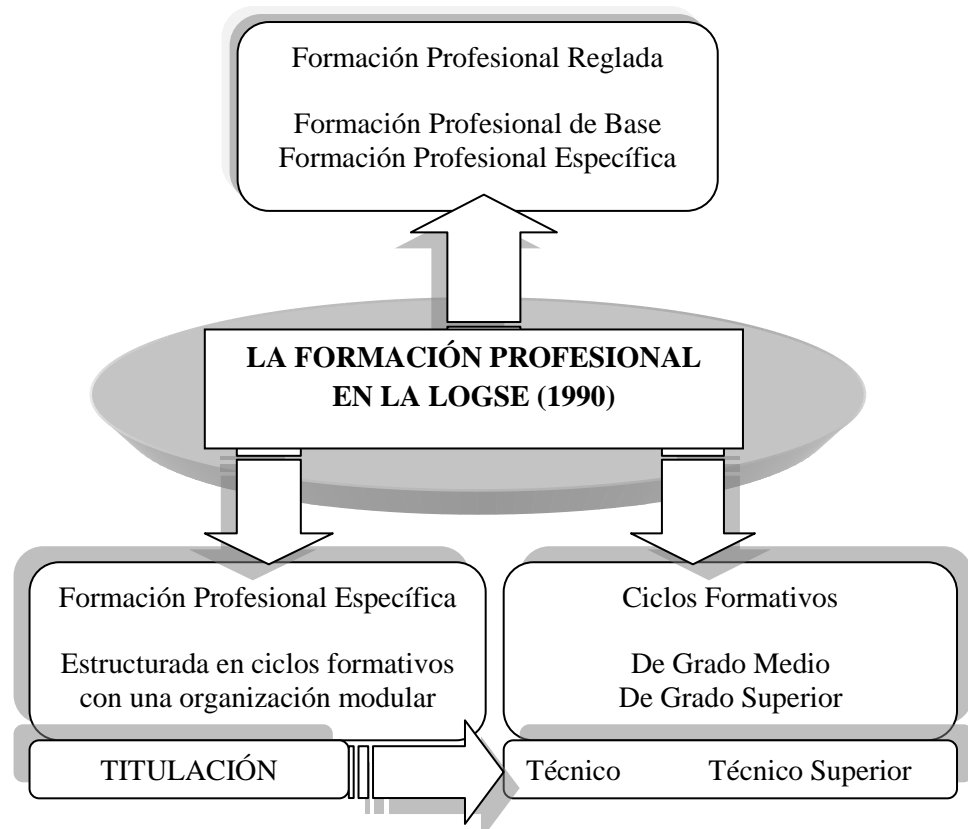 Formación Profesional Reglada
Formación Profesional de Base
Formación Profesional Específica
LA FORMACIÓN PROFESIONAL
EN LA LOGSE (1990)
Formación Profesional Específica
Estructurada en ciclos formativos
con una organización modular
TITULACIÓN
Ciclos Formativos
De Grado Medio
De Grado Superior
Técnico Técnico Superior